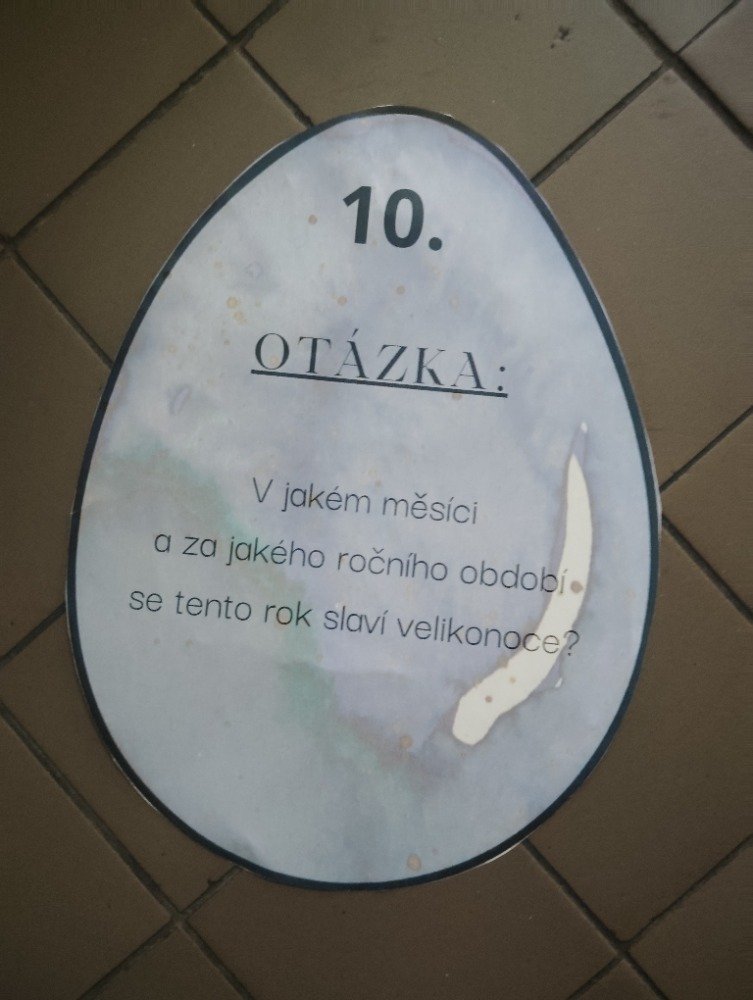 10.
OTÁZKA:
V jakém měsíci
a za jakého ročního období
se tento rok slaví velikonoce?